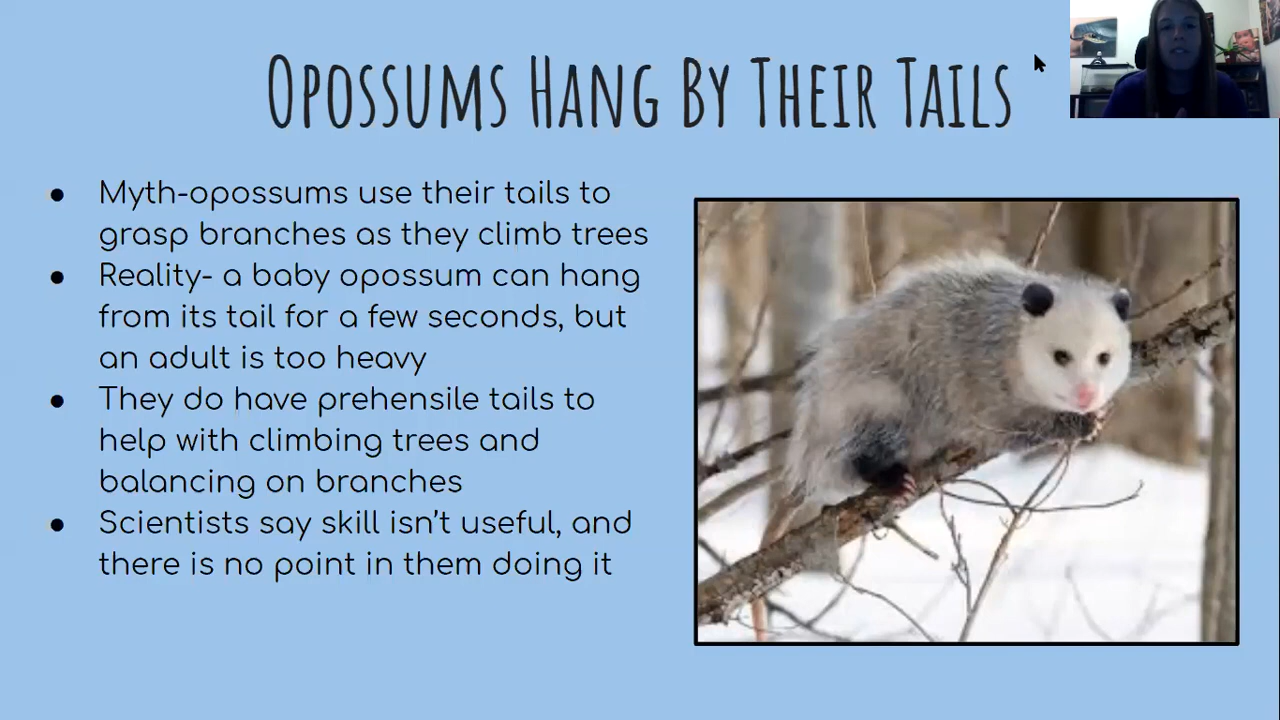 Opossums Hang By Their Tails
● Myth-opossums use their tails to
grasp branches as they climb trees
● Reality- a baby opossum can hang
from its tail for a few seconds, but
an adult is too heavy
● They do have prehensile tails to
help with climbing trees and
balancing on branches
● Scientists say skill isn't useful, and
there is no point in them doing it